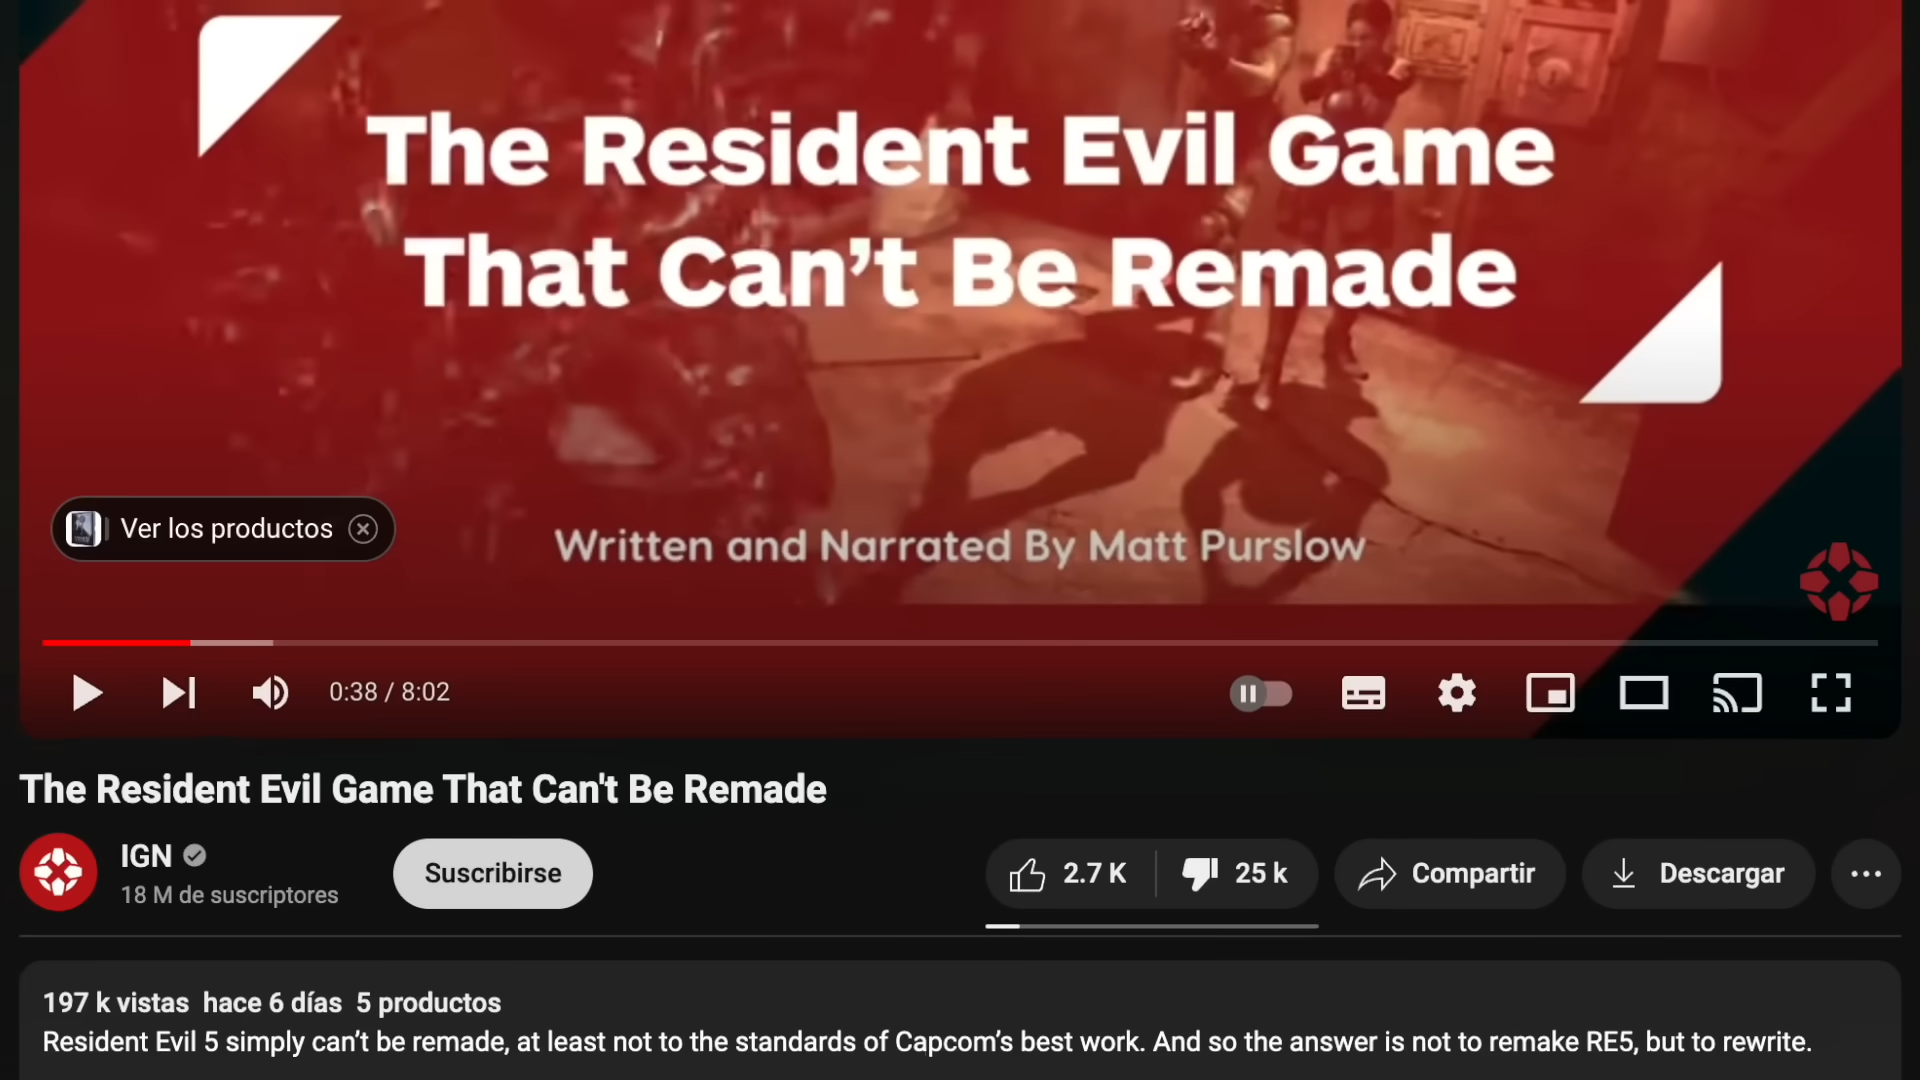 The Resident Evil Game
That Can’t Be Remade
Ver los productos
Written and Narrated By Matt Purslow
0:38 / 8:02
The Resident Evil Game That Can't Be Remade
IGN
18 M de suscriptores
Suscribirse
2.7 K
25 k
Compartir
Descargar
197 k vistas hace 6 días 5 productos
Resident Evil 5 simply can’t be remade, at least not to the standards of Capcom’s best work. And so the answer is not to remake RE5, but to rewrite.